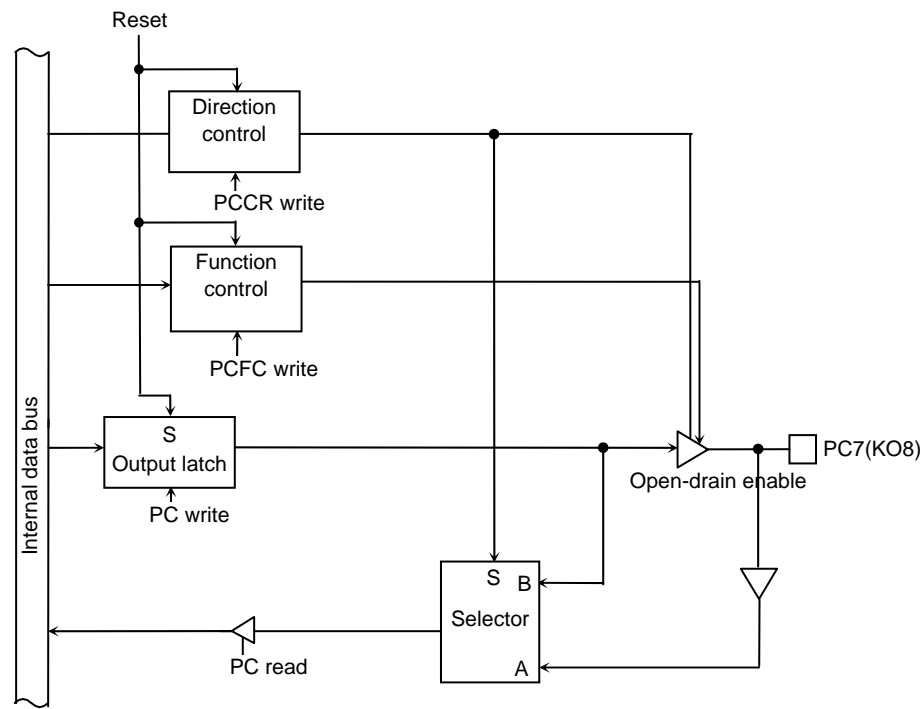 Reset
Direction
control
PCCR write
Function
control
PCFC write
Internal data bus
S
Output latch
PC write
PC7(KO8)
Open-drain enable
S
B
Selector
A
PC read